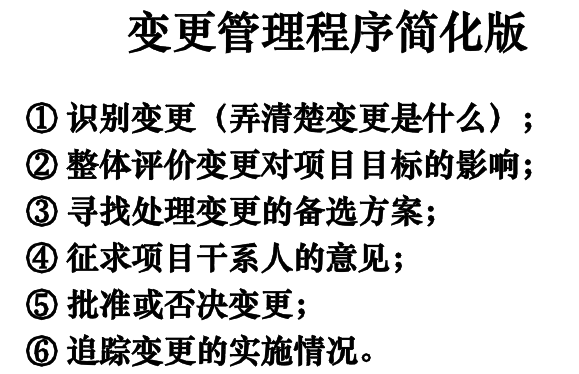 变更管理程序简化版
① 识别变更（弄清楚变更是什么）；
② 整体评价变更对项目目标的影响；
③ 寻找处理变更的备选方案；
④ 征求项目干系人的意见；
⑤ 批准或否决变更；
⑥ 追踪变更的实施情况。